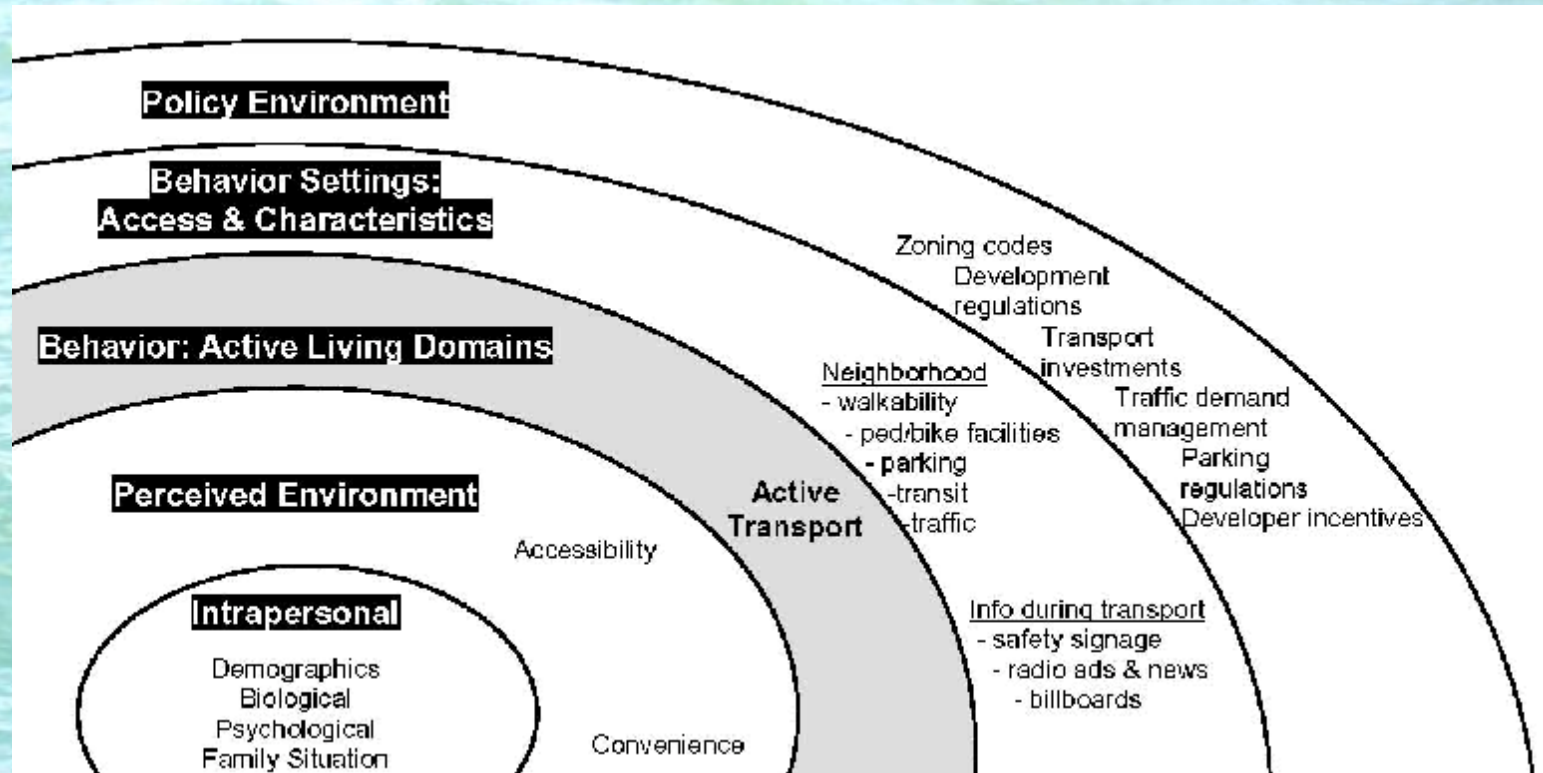 Policy Environment
Behavior Settings:
Access & Characteristics
Behavior: Active Living Domains
Perceived Environment
Intrapersonal
Demographics
Biological
Psychological
Family Situation
Accessibility
Convenience
Active
Transport
Neighborhood
- walkability
- ped/bike facilities
- parking
-transit
-traffic
Info during transport
- safety signage
- radio ads & news
- billboards
Zoning codes
Development
regulations
Transport
investments
Traffic demand
management
Parking
regulations
Developer incentives